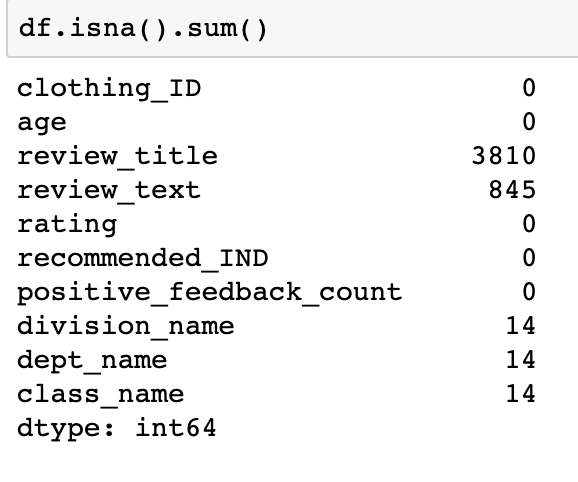 df.isna().sum()
clothing_ID 0
age 0
review_title 3810
review_text 845
rating 0
recommended_IND 0
positive_feedback_count 0
division_name 14
dept_name 14
class_name 14
dtype: int64